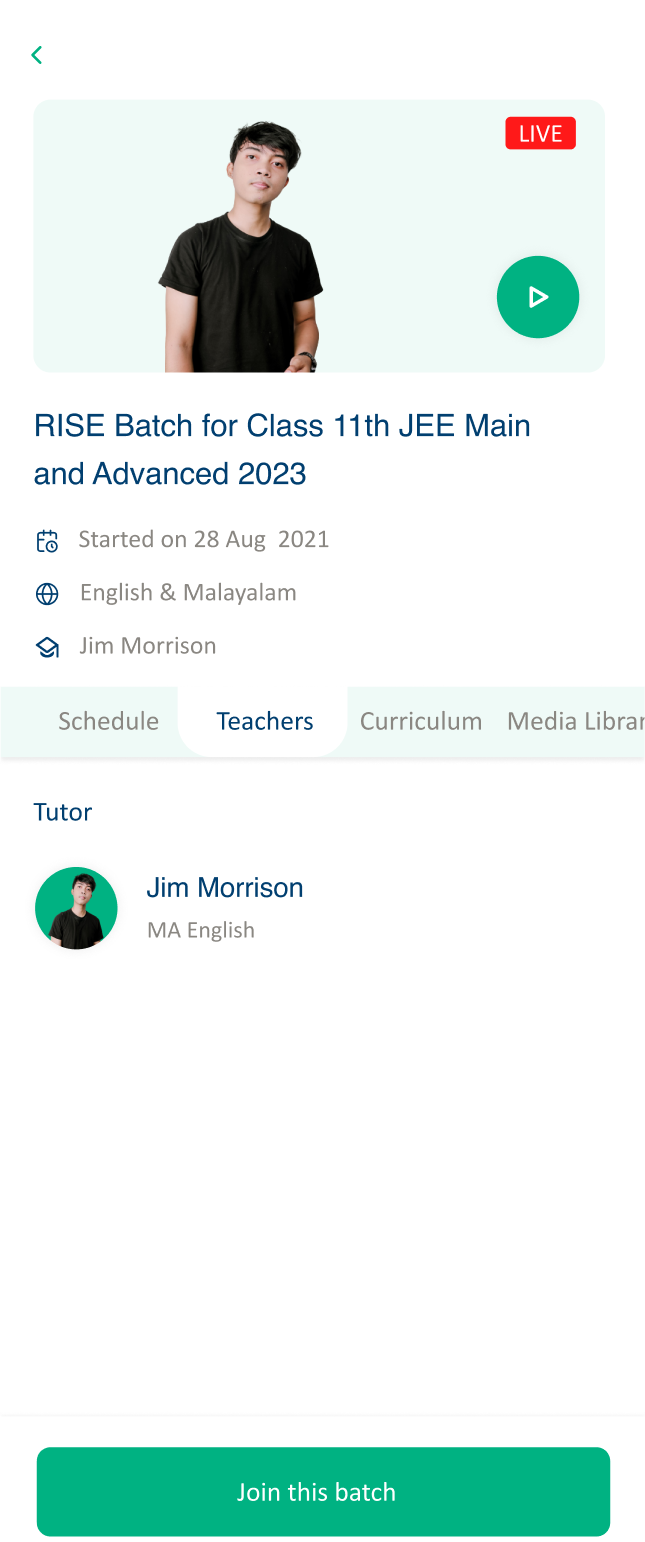 LIVE
RISE Batch for Class 11th JEE Main
and Advanced 2023
Started on 28 Aug  2021
English & Malayalam
Jim Morrison
Schedule Teachers Curriculum Media Librar
Tutor
Jim Morrison
MA English
Join this batch